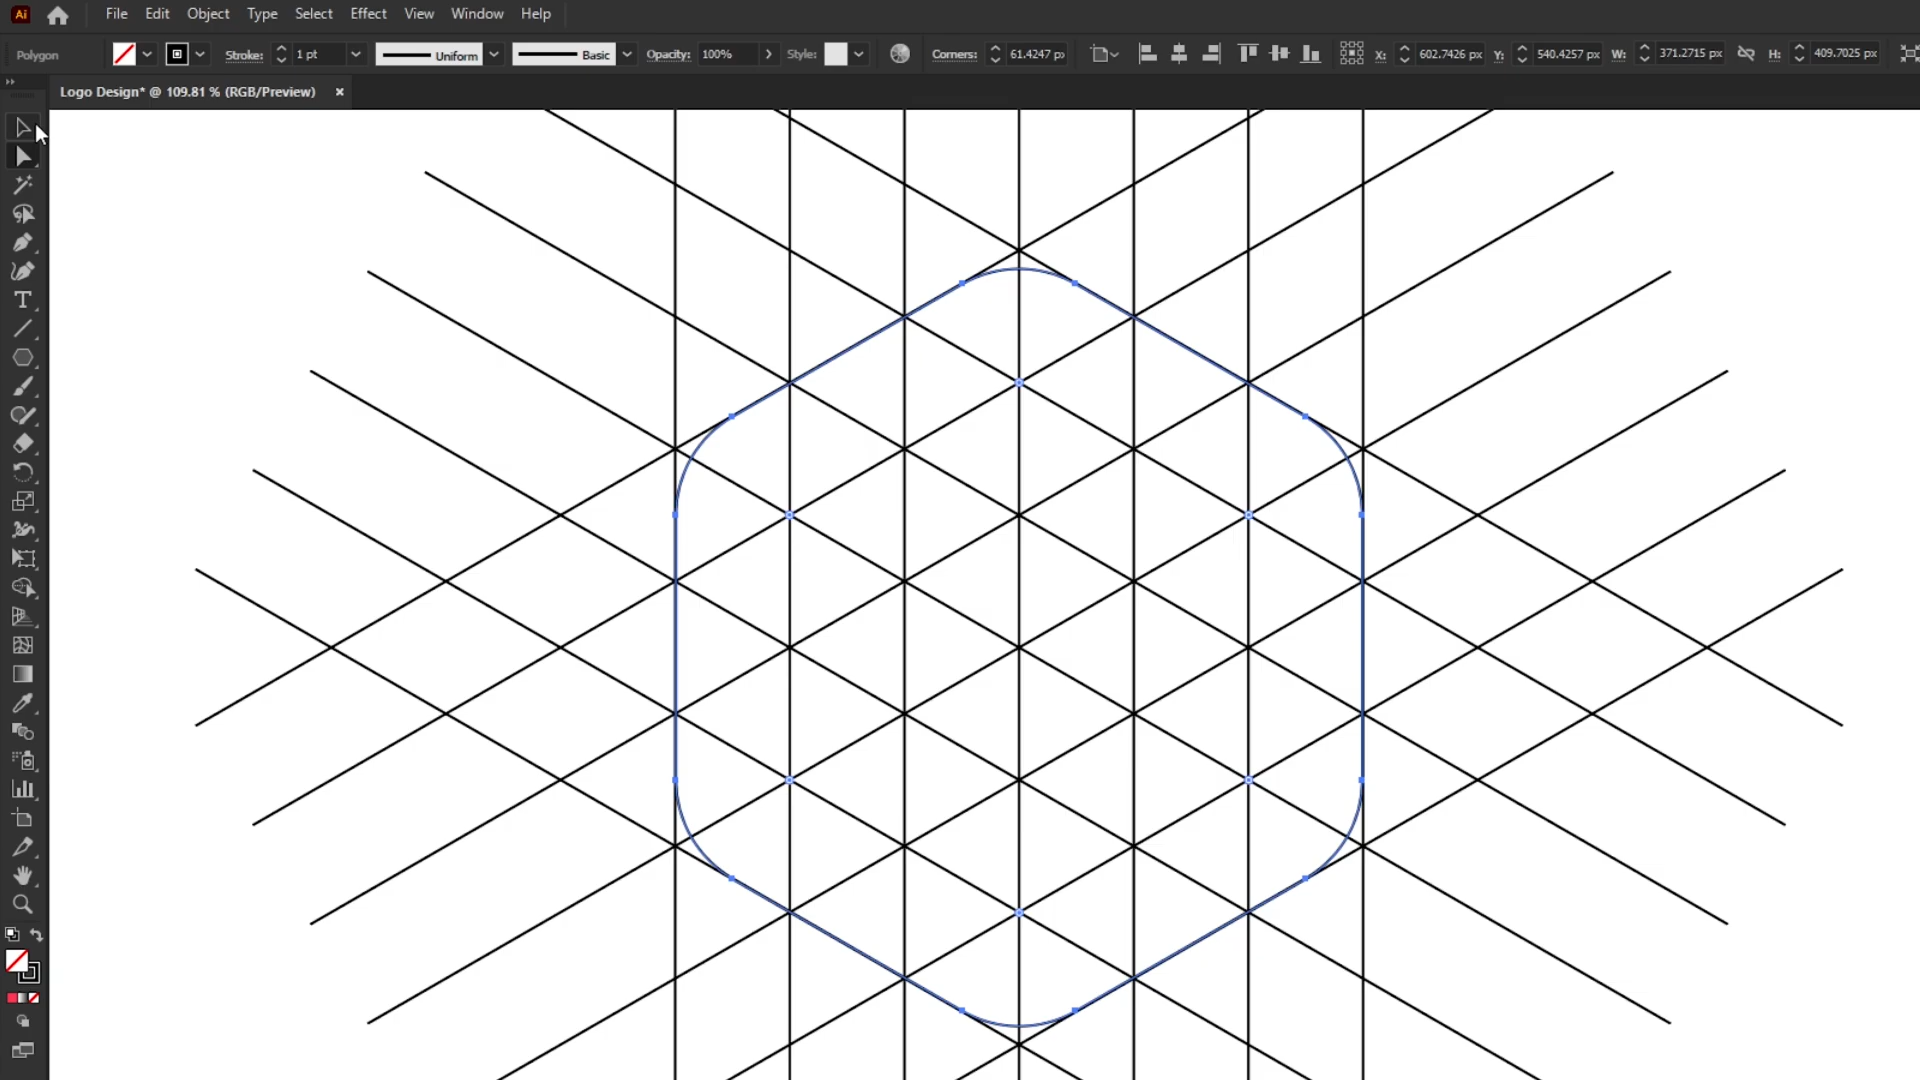 Ai File Edit Object Type Select Effect View Window Help
Polygon Stroke: 1 pt Uniform Basic Opacity: 100% Style: Corners: 61.4247 px X: 602.7426 px Y: 540.4257 px W: 371.2715 px H: 409.7025 px
Logo Design* @ 109.81 % (RGB/Preview) ×